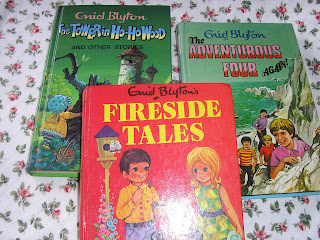 Enid Blyton
The TOWER in HO-HO WOOD
AND OTHER STORIES
Enid Blyton
The
ADVENTUROUS
FOUR
AGAIN!
Enid Blyton's
FIRESIDE
TALES